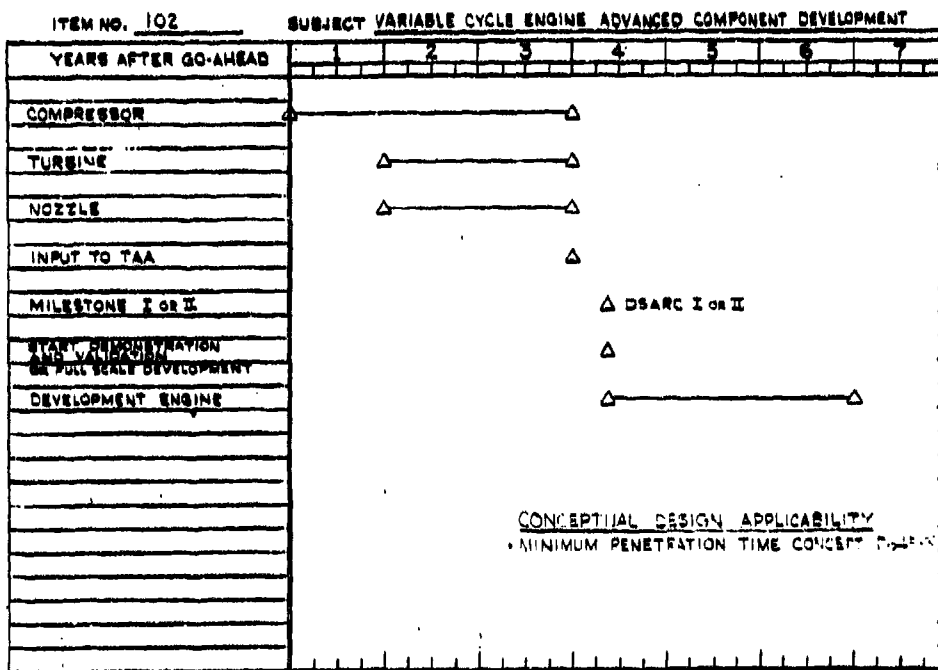 ITEM NO. 102 SUBJECT VARIABLE CYCLE ENGINE ADVANCED COMPONENT DEVELOPMENT
YEARS AFTER GO-AHEAD 1 2 3 4 5 6 7
COMPRESSOR
TURBINE
NOZZLE
INPUT TO TAA
MILESTONE I OR II
DSARC I OR II
START DEMONSTRATION
AND VALIDATION
OR FULL SCALE DEVELOPMENT
DEVELOPMENT ENGINE
CONCEPTUAL DESIGN APPLICABILITY
• MINIMUM PENETRATION TIME CONCEPT